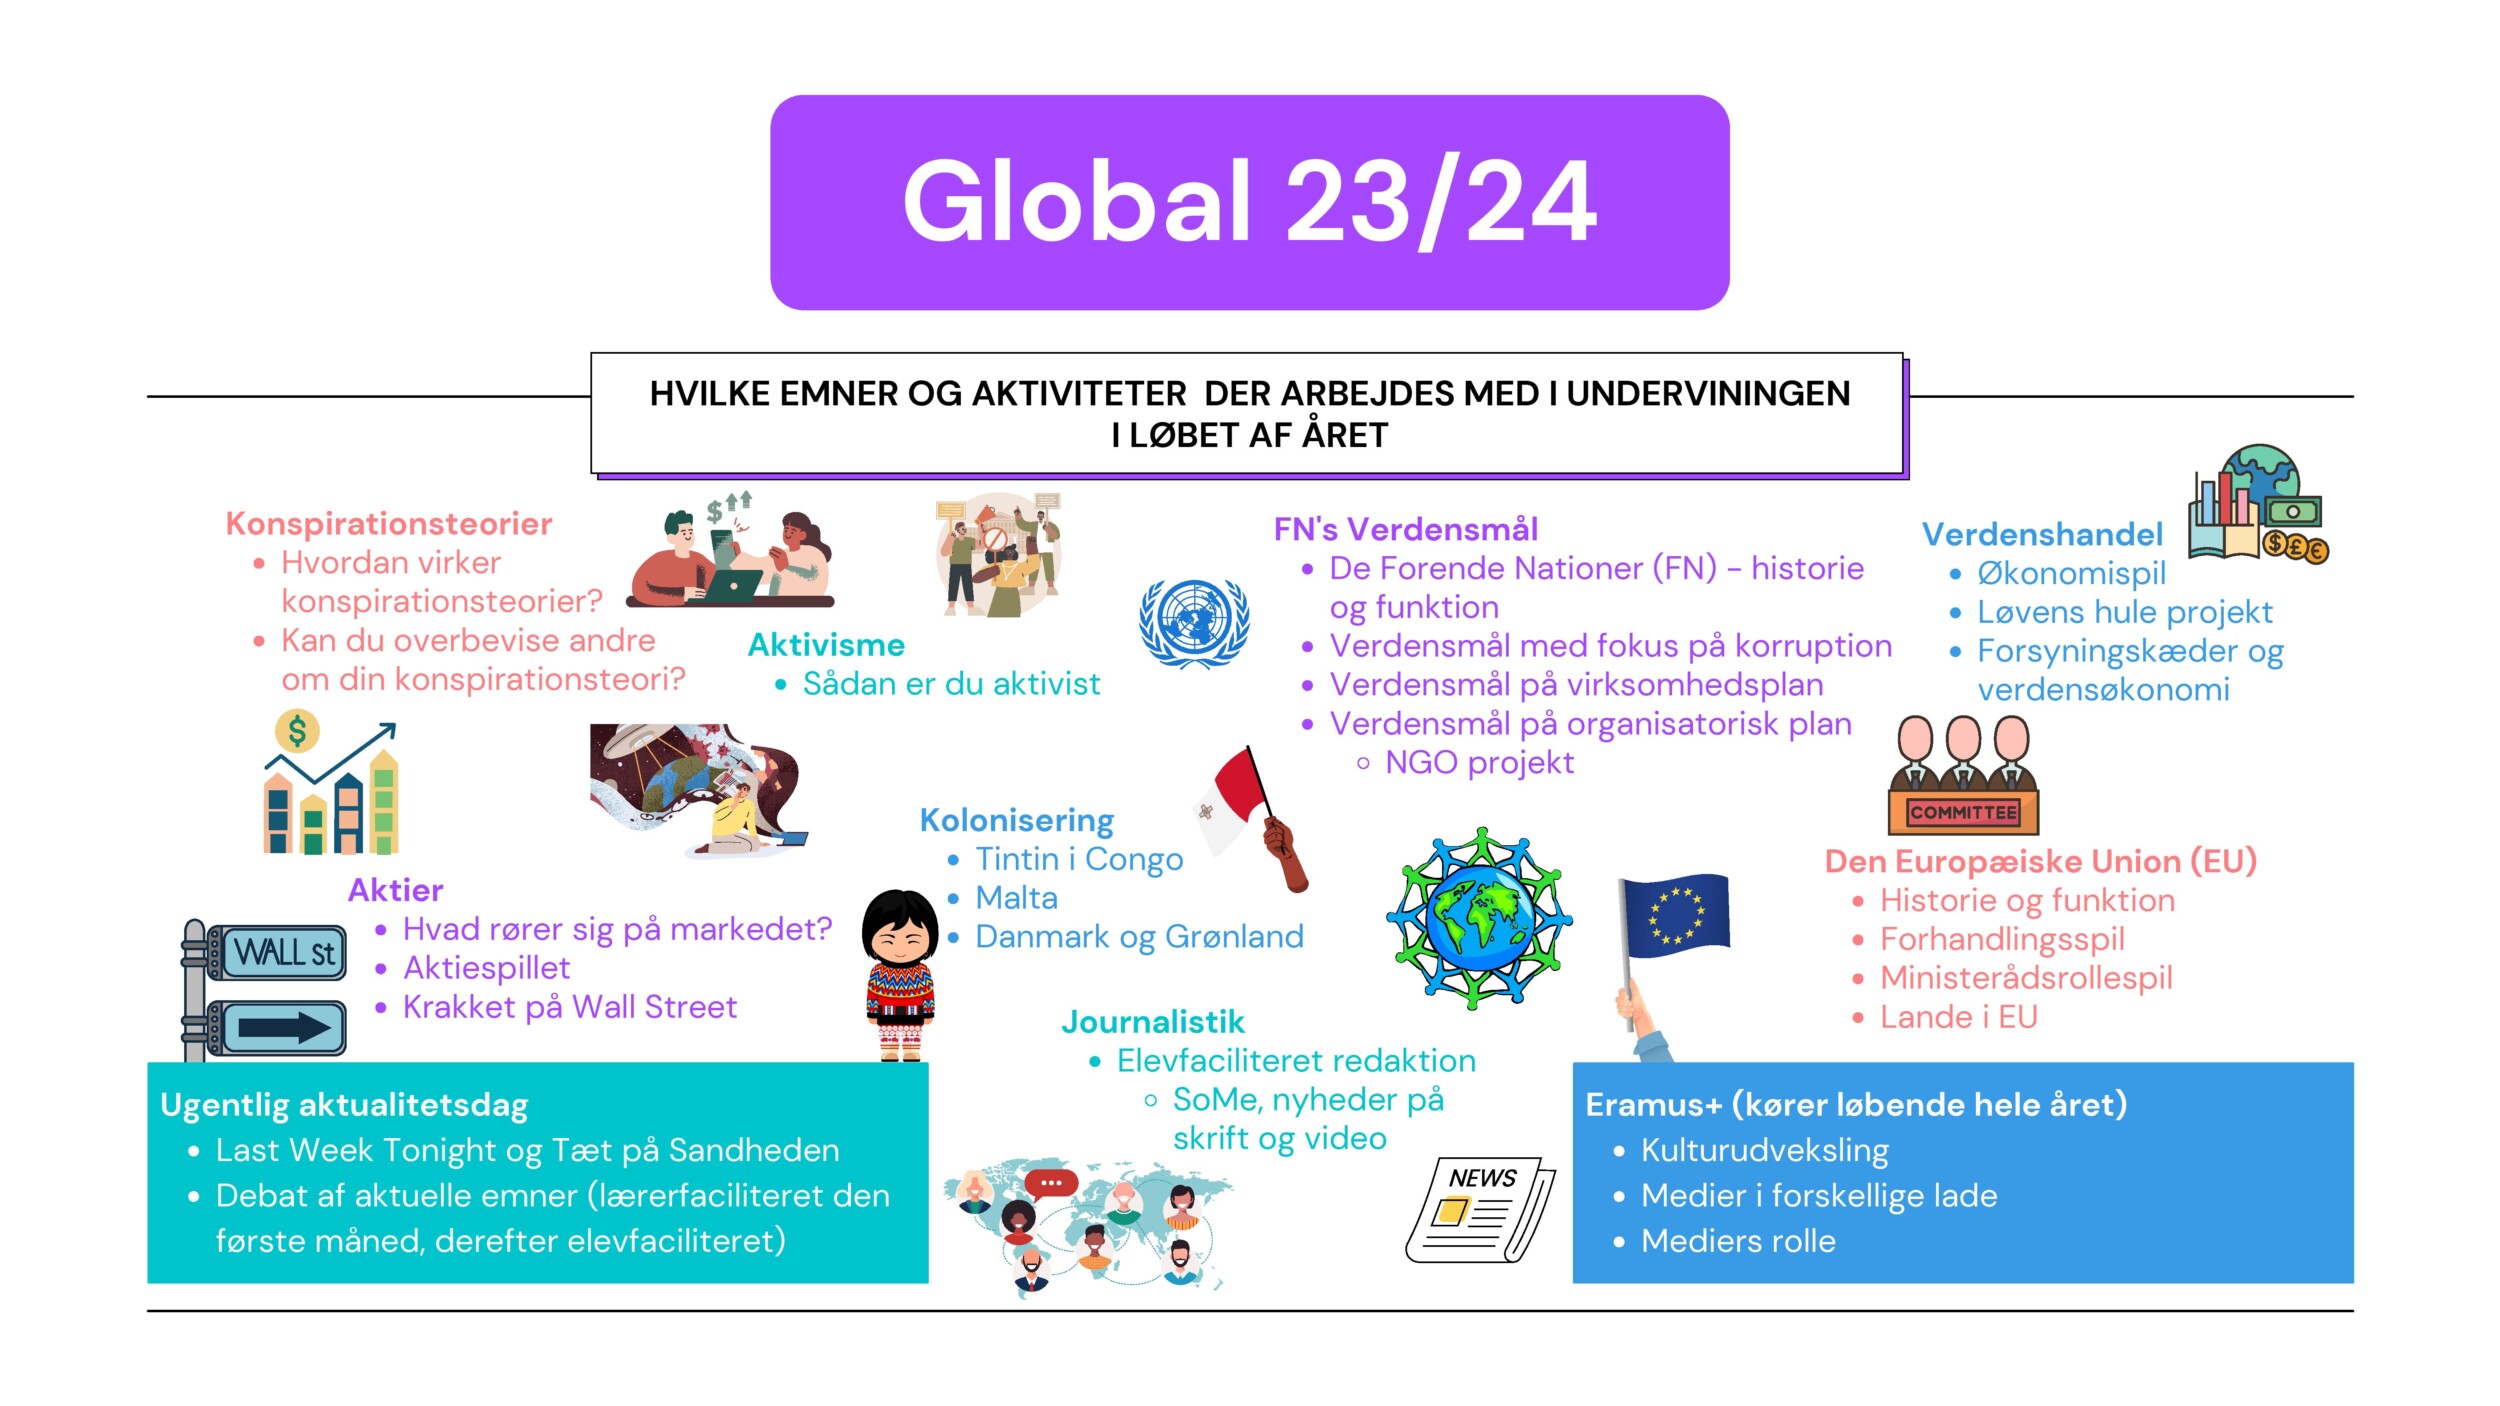 Global 23/24
HVILKE EMNER OG AKTIVITETER DER ARBEJDES MED I UNDERVININGEN
I LØBET AF ÅRET
Konspirationsteorier
• Hvordan virker
konspirationsteorier?
• Kan du overbevise andre
om din konspirationsteori?
$
Aktivisme
• Sådan er du aktivist
FN's Verdensmål
• De Forende Nationer (FN) - historie
og funktion
• Verdensmål med fokus på korruption
• Verdensmål på virksomhedsplan
• Verdensmål på organisatorisk plan
◦ NGO projekt
Verdenshandel
• Økonomispil
• Løvens hule projekt
• Forsyningskæder og
verdensøkonomi
$££
$
Aktier
• Hvad rører sig på markedet?
• Aktiespillet
• Krakket på Wall Street
WALL St
Kolonisering
• Tintin i Congo
• Malta
• Danmark og Grønland
COMMITTEE
Den Europæiske Union (EU)
• Historie og funktion
• Forhandlingsspil
• Ministerådsrollespil
• Lande i EU
Journalistik
• Elevfaciliteret redaktion
◦ SoMe, nyheder på
skrift og video
NEWS
Ugentlig aktualitetsdag
• Last Week Tonight og Tæt på Sandheden
• Debat af aktuelle emner (lærerfaciliteret den
første måned, derefter elevfaciliteret)
Eramus+ (kører løbende hele året)
• Kulturudveksling
• Medier i forskellige lade
• Mediers rolle